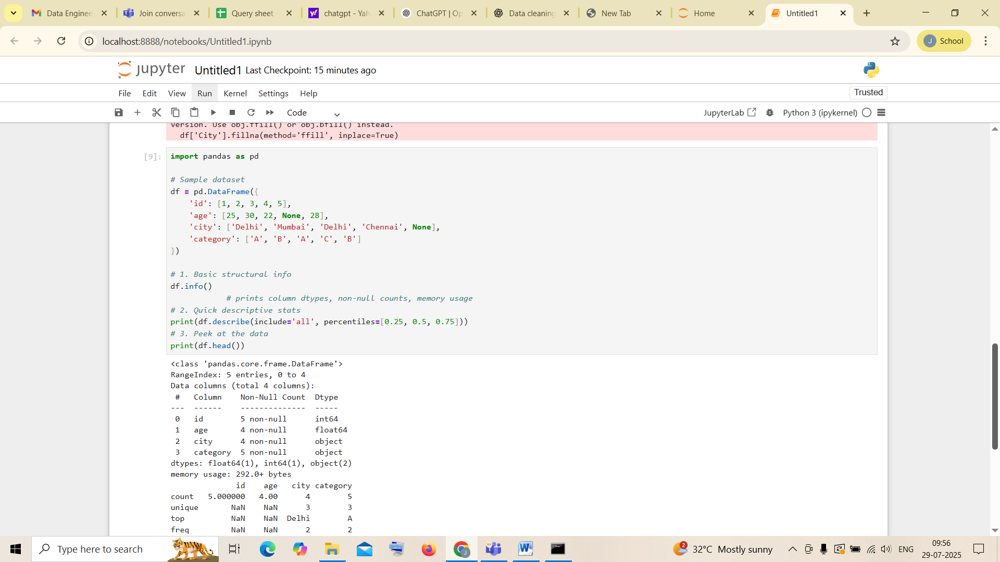 Data Enginee
Join conversa
Query sheet -
chatgpt - Yah
ChatGPT | Op
Data cleaning
New Tab
Home
Untitled1
localhost:8888/notebooks/Untitled1.ipynb
J School
jupyter Untitled1 Last Checkpoint: 15 minutes ago
File Edit View Run Kernel Settings Help
Trusted
Code
JupyterLab
Python 3 (ipykernel)
version. Use obj.ffill() or obj.bfill() instead.
df['City'].fillna(method='ffill', inplace=True)
[9]:
import pandas as pd
# Sample dataset
df = pd.DataFrame({
'id': [1, 2, 3, 4, 5],
'age': [25, 30, 22, None, 28],
'city': ['Delhi', 'Mumbai', 'Delhi', 'Chennai', None],
'category': ['A', 'B', 'A', 'C', 'B']
})
# 1. Basic structural info
df.info()
# prints column dtypes, non-null counts, memory usage
# 2. Quick descriptive stats
print(df.describe(include='all', percentiles=[0.25, 0.5, 0.75]))
# 3. Peek at the data
print(df.head())
<class 'pandas.core.frame.DataFrame'>
RangeIndex: 5 entries, 0 to 4
Data columns (total 4 columns):
# Column Non-Null Count Dtype
--- ------ -------------- -----
0 id 5 non-null int64
1 age 4 non-null float64
2 city 4 non-null object
3 category 5 non-null object
dtypes: float64(1), int64(1), object(2)
memory usage: 292.0+ bytes
id age city category
count 5.000000 4.00 4 5
unique NaN NaN 3 3
top NaN NaN Delhi A
freq NaN NaN 2 2
Type here to search
2
32°C Mostly sunny
ENG
09:56
29-07-2025